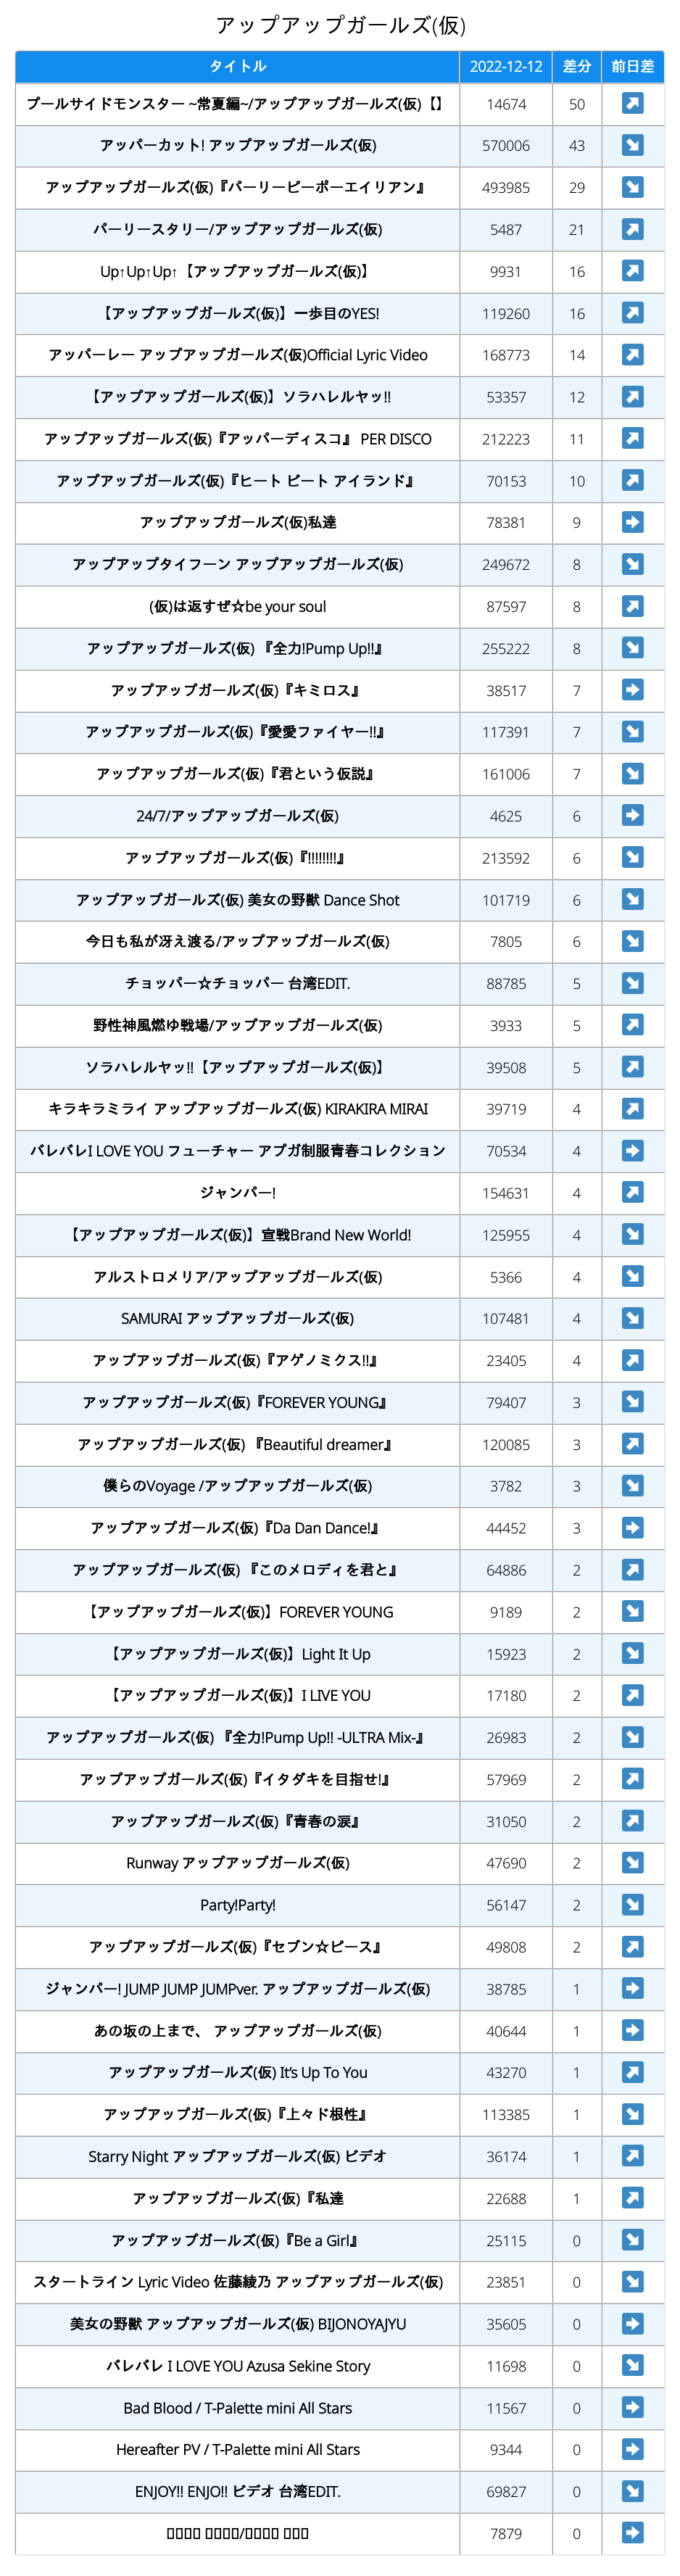 アップアップガールズ(仮)
タイトル 2022-12-12 差分 前日差
プールサイドモンスター ~常夏編~/アップアップガールズ(仮)【】 14674 50 ↗
アッパーカット! アップアップガールズ(仮) 570006 43 ↘
アップアップガールズ(仮)『パーリーピーポーエイリアン』 493985 29 ↘
パーリースタリー/アップアップガールズ(仮) 5487 21 ↗
Up↑Up↑Up↑【アップアップガールズ(仮)】 9931 16 ↗
【アップアップガールズ(仮)】一歩目のYES! 119260 16 ↗
アッパーレー アップアップガールズ(仮)Official Lyric Video 168773 14 ↗
【アップアップガールズ(仮)】ソラハレルヤッ!! 53357 12 ↗
アップアップガールズ(仮)『アッパーディスコ』 PER DISCO 212223 11 ↗
アップアップガールズ(仮)『ヒート ビート アイランド』 70153 10 ↗
アップアップガールズ(仮)私達 78381 9 ➡
アップアップタイフーン アップアップガールズ(仮) 249672 8 ↘
(仮)は返すぜ☆be your soul 87597 8 ↗
アップアップガールズ(仮) 『全力!Pump Up!!』 255222 8 ↘
アップアップガールズ(仮)『キミロス』 38517 7 ➡
アップアップガールズ(仮)『愛愛ファイヤー!!』 117391 7 ↘
アップアップガールズ(仮)『君という仮説』 161006 7 ↘
24/7/アップアップガールズ(仮) 4625 6 ➡
アップアップガールズ(仮)『!!!!!!!!』 213592 6 ↘
アップアップガールズ(仮) 美女の野獣 Dance Shot 101719 6 ↘
今日も私が冴え渡る/アップアップガールズ(仮) 7805 6 ↘
チョッパー☆チョッパー 台湾EDIT. 88785 5 ↘
野性神風燃ゆ戦場/アップアップガールズ(仮) 3933 5 ↗
ソラハレルヤッ!!【アップアップガールズ(仮)】 39508 5 ↗
キラキラミライ アップアップガールズ(仮) KIRAKIRA MIRAI 39719 4 ↗
バレバレI LOVE YOU フューチャー アプガ制服青春コレクション 70534 4 ➡
ジャンパー! 154631 4 ↗
【アップアップガールズ(仮)】宣戦Brand New World! 125955 4 ↘
アルストロメリア/アップアップガールズ(仮) 5366 4 ↘
SAMURAI アップアップガールズ(仮) 107481 4 ↘
アップアップガールズ(仮)『アゲノミクス!!』 23405 4 ↗
アップアップガールズ(仮)『FOREVER YOUNG』 79407 3 ↘
アップアップガールズ(仮) 『Beautiful dreamer』 120085 3 ↗
僕らのVoyage /アップアップガールズ(仮) 3782 3 ↘
アップアップガールズ(仮)『Da Dan Dance!』 44452 3 ➡
アップアップガールズ(仮) 『このメロディを君と』 64886 2 ↗
【アップアップガールズ(仮)】FOREVER YOUNG 9189 2 ↘
【アップアップガールズ(仮)】Light It Up 15923 2 ↘
【アップアップガールズ(仮)】I LIVE YOU 17180 2 ↗
アップアップガールズ(仮) 『全力!Pump Up!! -ULTRA Mix-』 26983 2 ↘
アップアップガールズ(仮)『イタダキを目指せ!』 57969 2 ↗
アップアップガールズ(仮)『青春の涙』 31050 2 ↗
Runway アップアップガールズ(仮) 47690 2 ↘
Party!Party! 56147 2 ↘
アップアップガールズ(仮)『セブン☆ピース』 49808 2 ↗
ジャンパー! JUMP JUMP JUMPver. アップアップガールズ(仮) 38785 1 ➡
あの坂の上まで、 アップアップガールズ(仮) 40644 1 ➡
アップアップガールズ(仮) It's Up To You 43270 1 ↗
アップアップガールズ(仮)『上々ド根性』 113385 1 ↘
Starry Night アップアップガールズ(仮) ビデオ 36174 1 ↗
アップアップガールズ(仮)『私達 22688 1 ↗
アップアップガールズ(仮)『Be a Girl』 25115 0 ↘
スタートライン Lyric Video 佐藤綾乃 アップアップガールズ(仮) 23851 0 ↘
美女の野獣 アップアップガールズ(仮) BIJONOYAJYU 35605 0 ➡
バレバレ I LOVE YOU Azusa Sekine Story 11698 0 ↘
Bad Blood / T-Palette mini All Stars 11567 0 ➡
Hereafter PV / T-Palette mini All Stars 9344 0 ➡
ENJOY!! ENJO!! ビデオ 台湾EDIT. 69827 0 ↘
7879 0 ➡